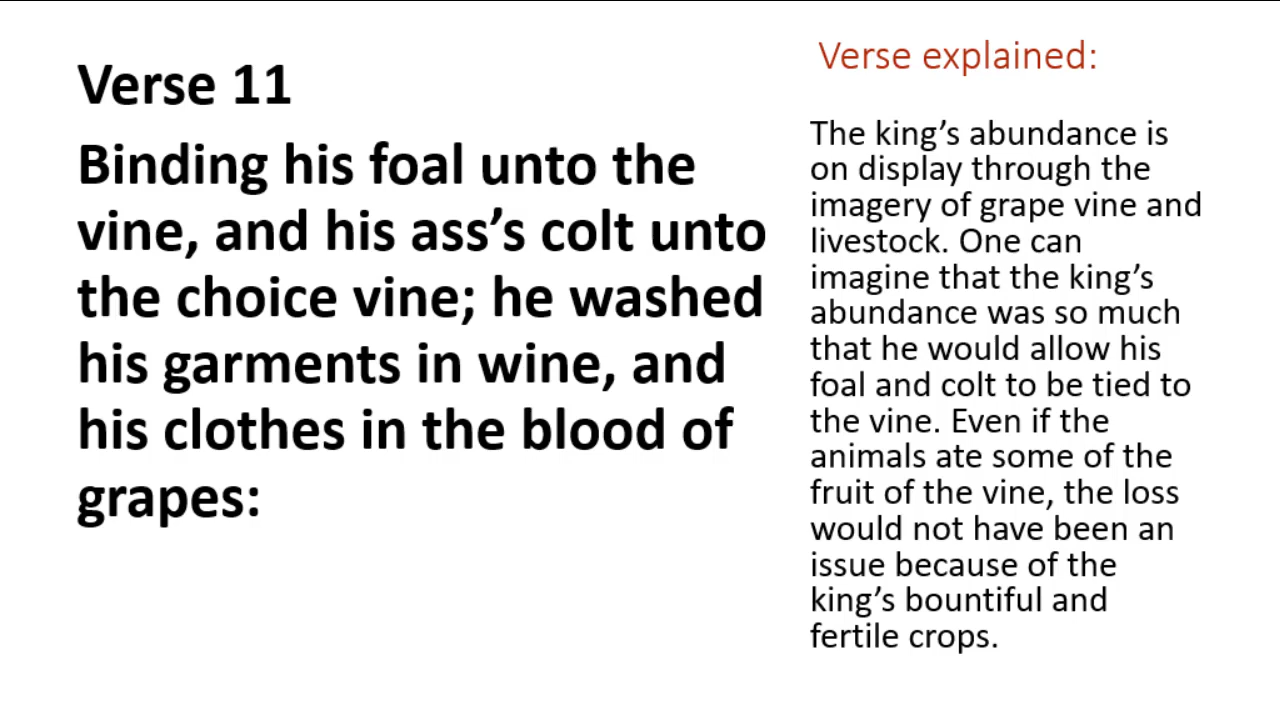 Verse 11
Binding his foal unto the
vine, and his ass’s colt unto
the choice vine; he washed
his garments in wine, and
his clothes in the blood of
grapes:
Verse explained:
The king’s abundance is
on display through the
imagery of grape vine and
livestock. One can
imagine that the king’s
abundance was so much
that he would allow his
foal and colt to be tied to
the vine. Even if the
animals ate some of the
fruit of the vine, the loss
would not have been an
issue because of the
king’s bountiful and
fertile crops.